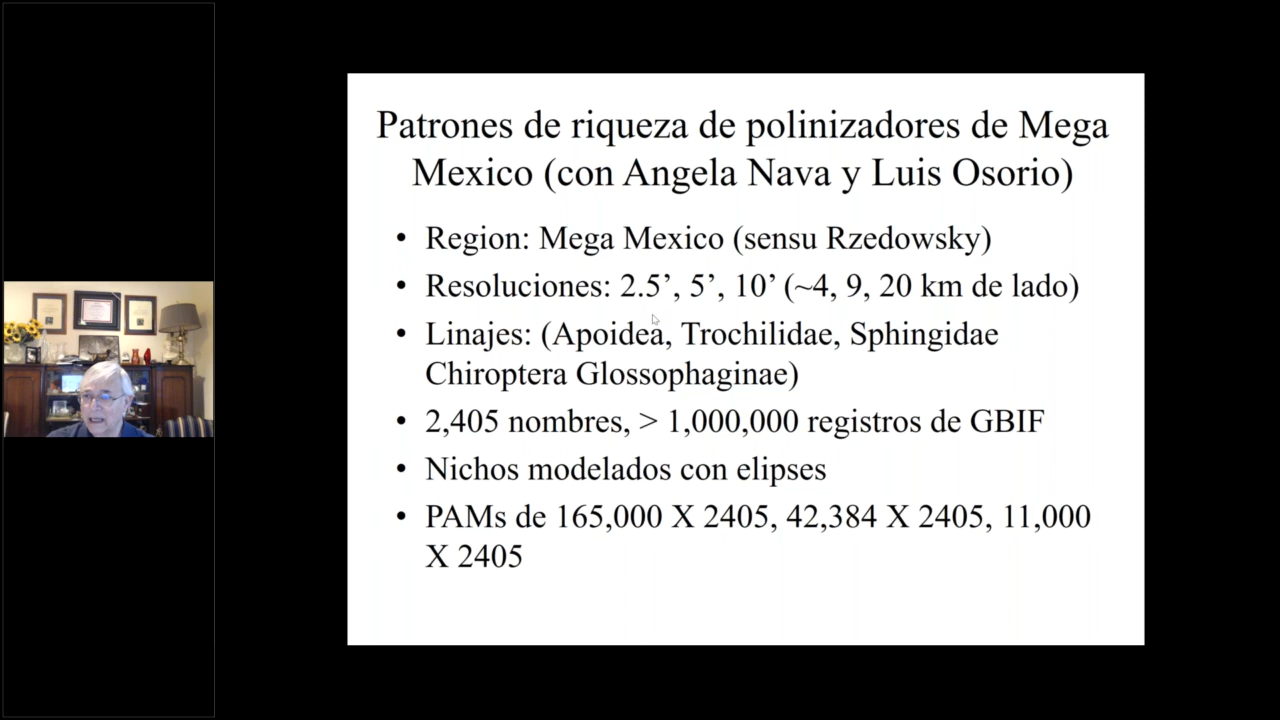 Patrones de riqueza de polinizadores de Mega
Mexico (con Angela Nava y Luis Osorio)
• Region: Mega Mexico (sensu Rzedowsky)
• Resoluciones: 2.5’, 5’, 10’ (~4, 9, 20 km de lado)
• Linajes: (Apoidea, Trochilidae, Sphingidae
Chiroptera Glossophaginae)
• 2,405 nombres, > 1,000,000 registros de GBIF
• Nichos modelados con elipses
• PAMs de 165,000 X 2405, 42,384 X 2405, 11,000
X 2405